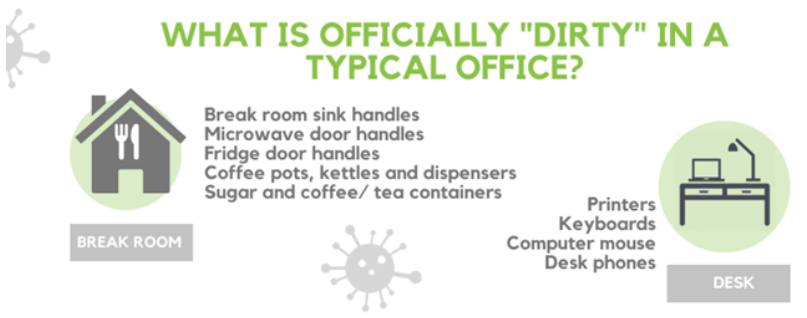 WHAT IS OFFICIALLY "DIRTY" IN A
TYPICAL OFFICE?
Break room sink handles
Microwave door handles
Fridge door handles
Coffee pots, kettles and dispensers
Sugar and coffee/ tea containers
BREAK ROOM
Printers
Keyboards
Computer mouse
Desk phones
DESK